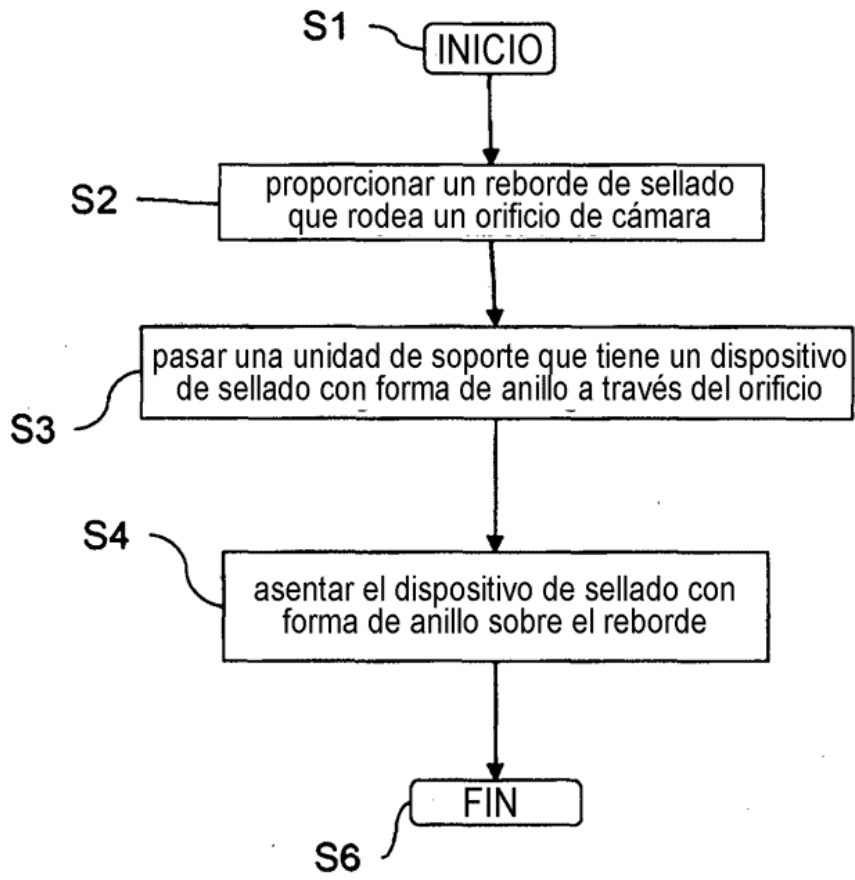 S1
INICIO
S2
proporcionar un reborde de sellado
que rodea un orificio de cámara
pasar una unidad de soporte que tiene un dispositivo
de sellado con forma de anillo a través del orificio
S3
S4
asentar el dispositivo de sellado con
forma de anillo sobre el reborde
FIN
S6